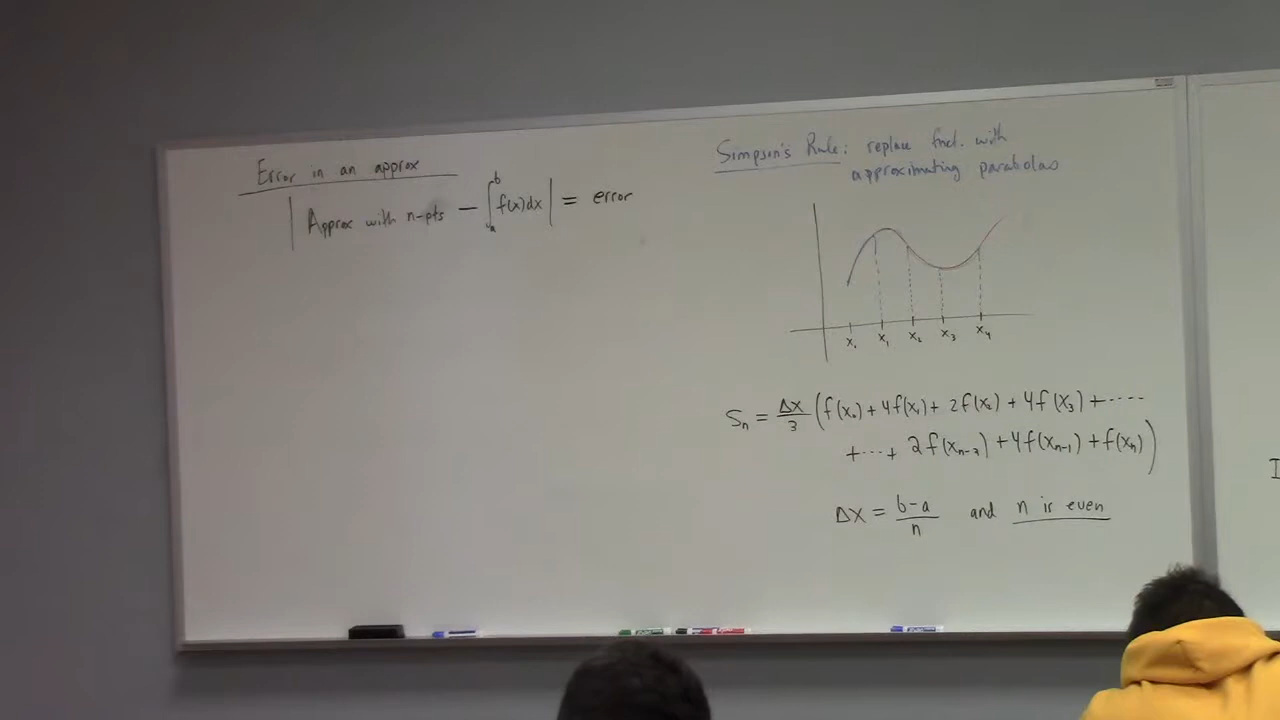 Error in an approx
| Approx with n-pts − ∫_a^b f(x)dx | = error
Simpson's Rule: replace fnct. with
approximating parabolas
x₀ x₁ x₂ x₃ x₄
Sₙ = Δx/3 (f(x₀) + 4f(x₁) + 2f(x₂) + 4f(x₃) + ....
+ ... + 2f(xₙ₋₂) + 4f(xₙ₋₁) + f(xₙ))
Δx = b-a/n and n is even